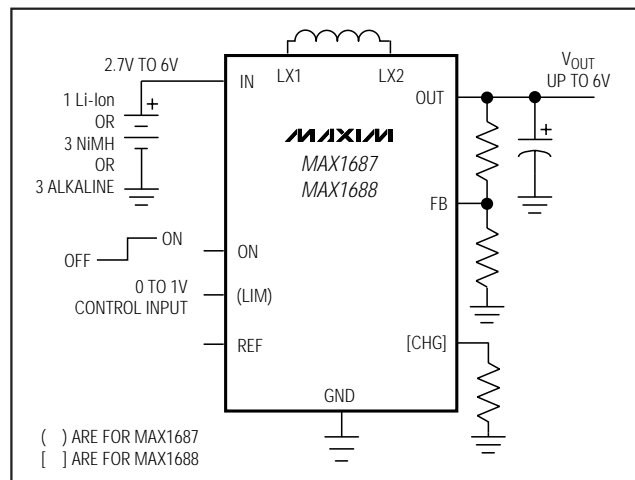 2.7V TO 6V
1 Li-Ion
OR
3 NiMH
OR
3 ALKALINE
+
IN
LX1
LX2
OUT
VOUT
UP TO 6V
+
MAXIM
MAX1687
MAX1688
FB
OFF
ON
ON
0 TO 1V
CONTROL INPUT
(LIM)
REF
[CHG]
GND
( ) ARE FOR MAX1687
[ ] ARE FOR MAX1688